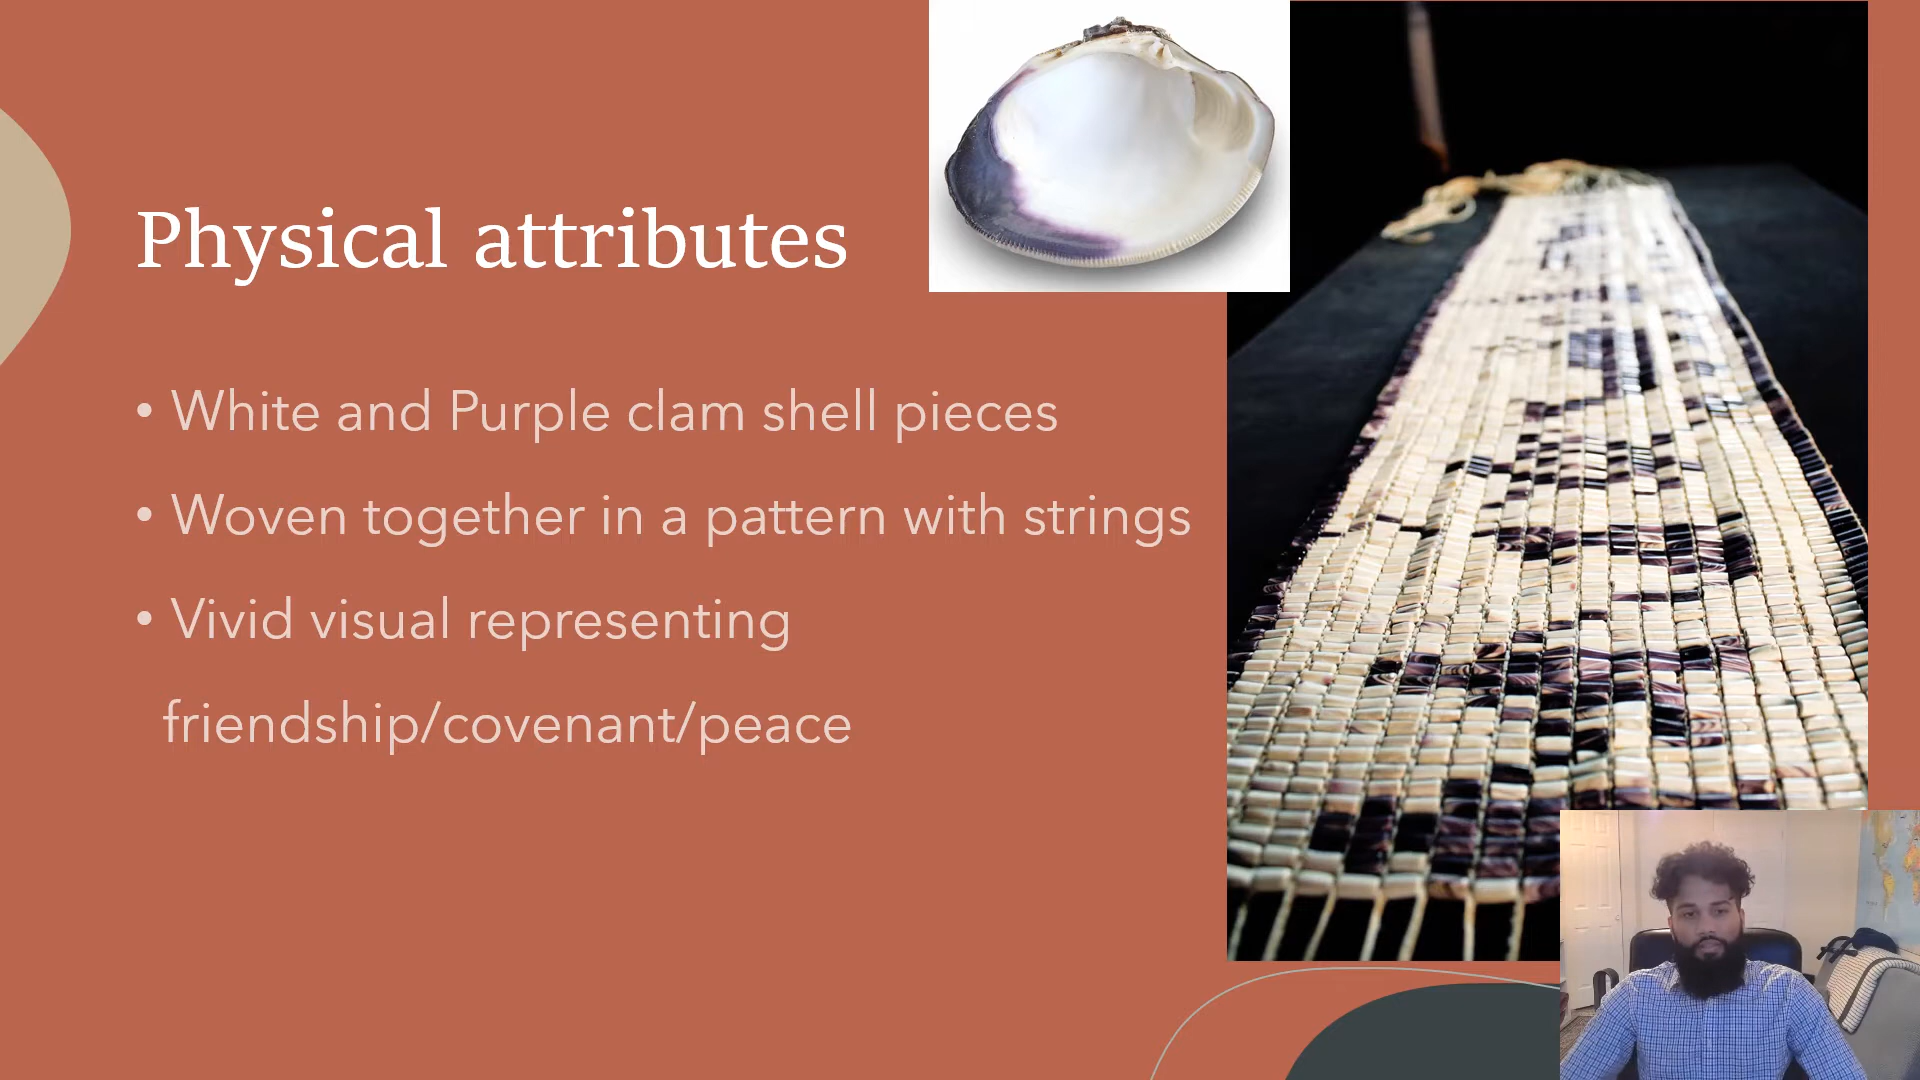 Physical attributes
• White and Purple clam shell pieces
• Woven together in a pattern with strings
• Vivid visual representing
friendship/covenant/peace